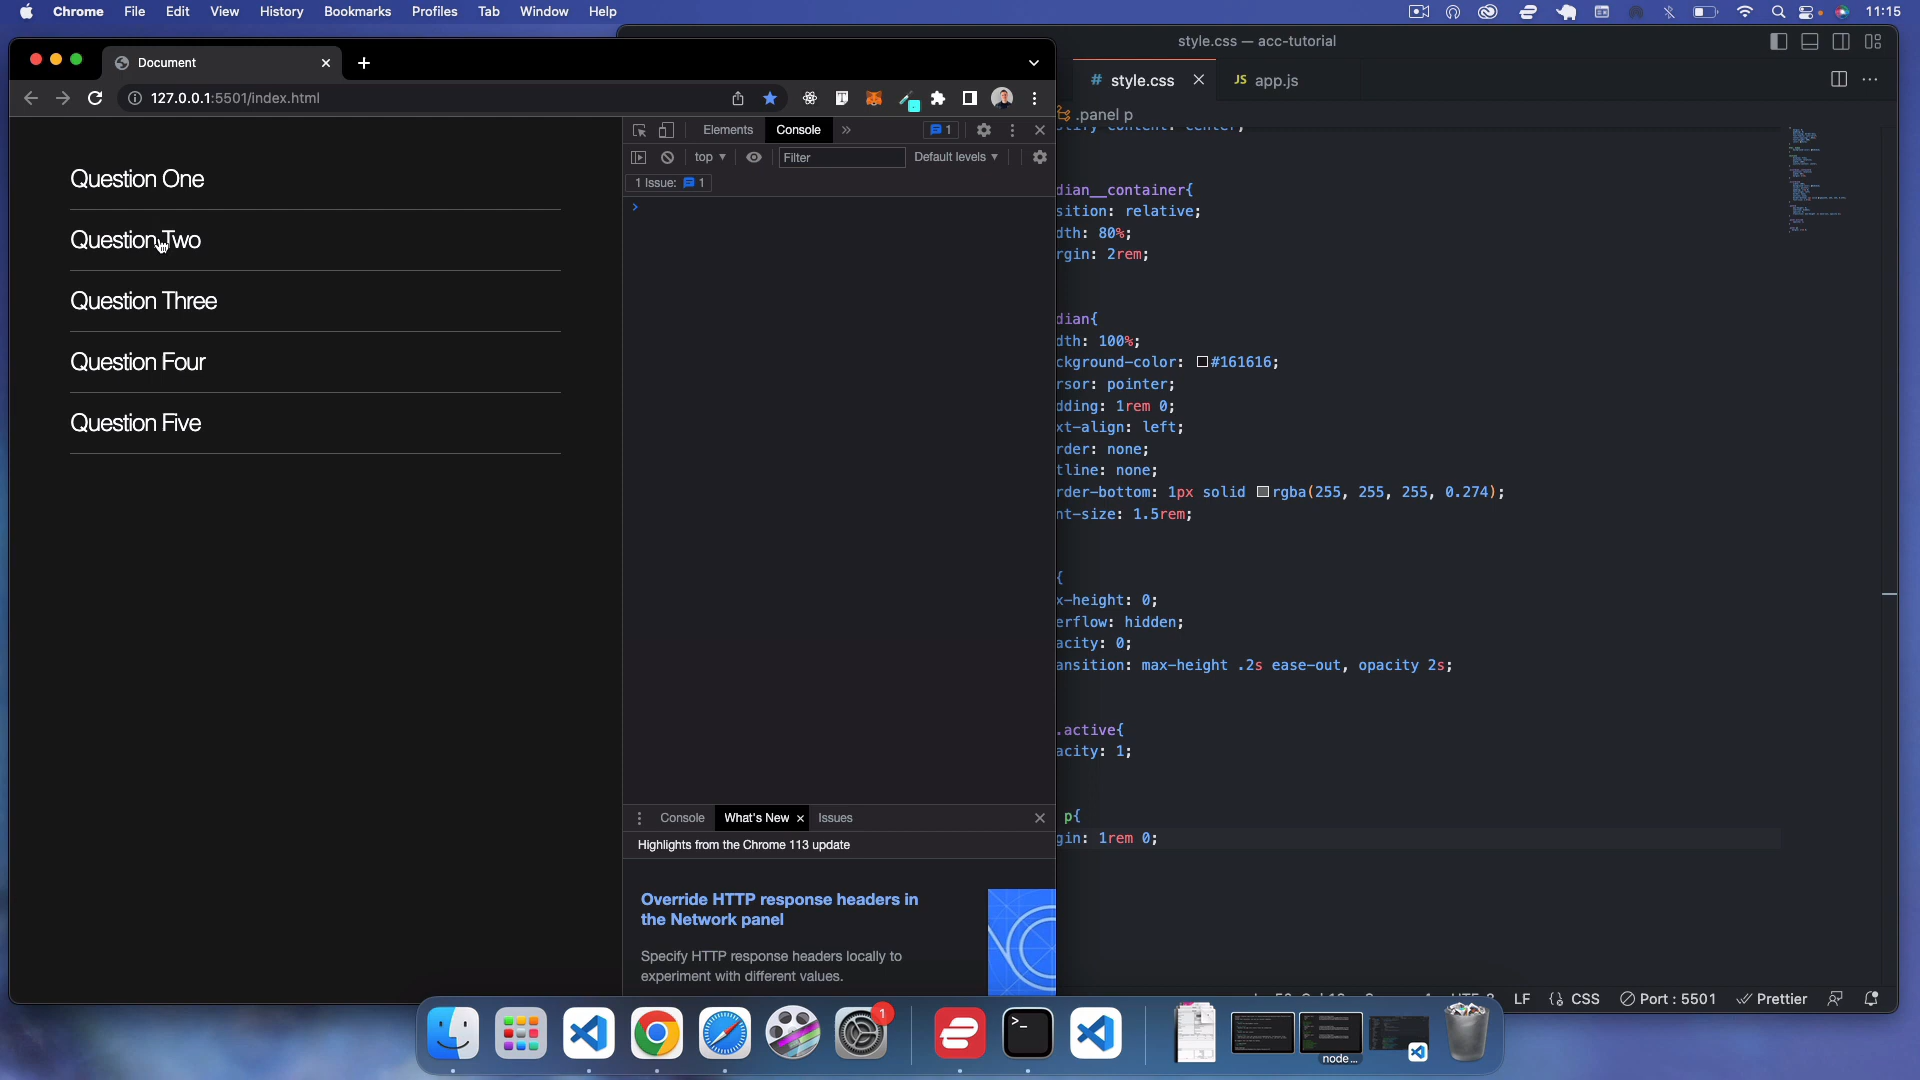 Chrome File Edit View History Bookmarks Profiles Tab Window Help 11:15
style.css — acc-tutorial
Document
# style.css JS app.js
127.0.0.1:5501/index.html
.panel p
Elements Console 1
top Filter Default levels
1 Issue: 1
Question One
Question Two
Question Three
Question Four
Question Five
dian__container{
sition: relative;
dth: 80%;
rgin: 2rem;
dian{
dth: 100%;
ckground-color: #161616;
rsor: pointer;
dding: 1rem 0;
xt-align: left;
rder: none;
tline: none;
rder-bottom: 1px solid rgba(255, 255, 255, 0.274);
nt-size: 1.5rem;
{
x-height: 0;
erflow: hidden;
acity: 0;
ansition: max-height .2s ease-out, opacity 2s;
.active{
acity: 1;
p{
gin: 1rem 0;
Console What's New Issues
Highlights from the Chrome 113 update
Override HTTP response headers in
the Network panel
Specify HTTP response headers locally to
experiment with different values.
LF {} CSS Port : 5501 Prettier
1
node...